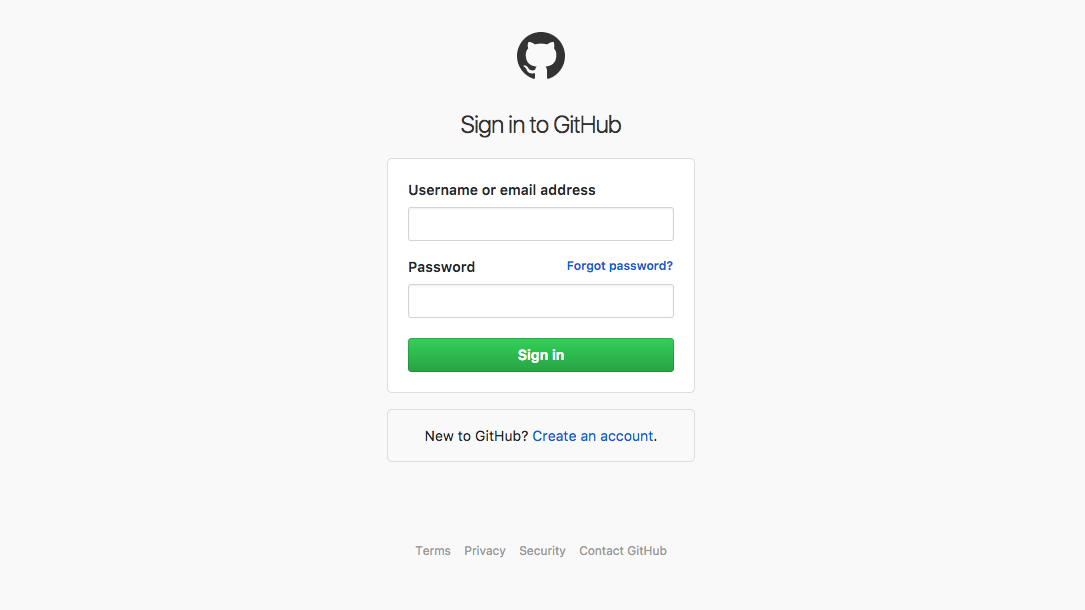 Sign in to GitHub
Username or email address
Password Forgot password?
Sign in
New to GitHub? Create an account.
Terms Privacy Security Contact GitHub